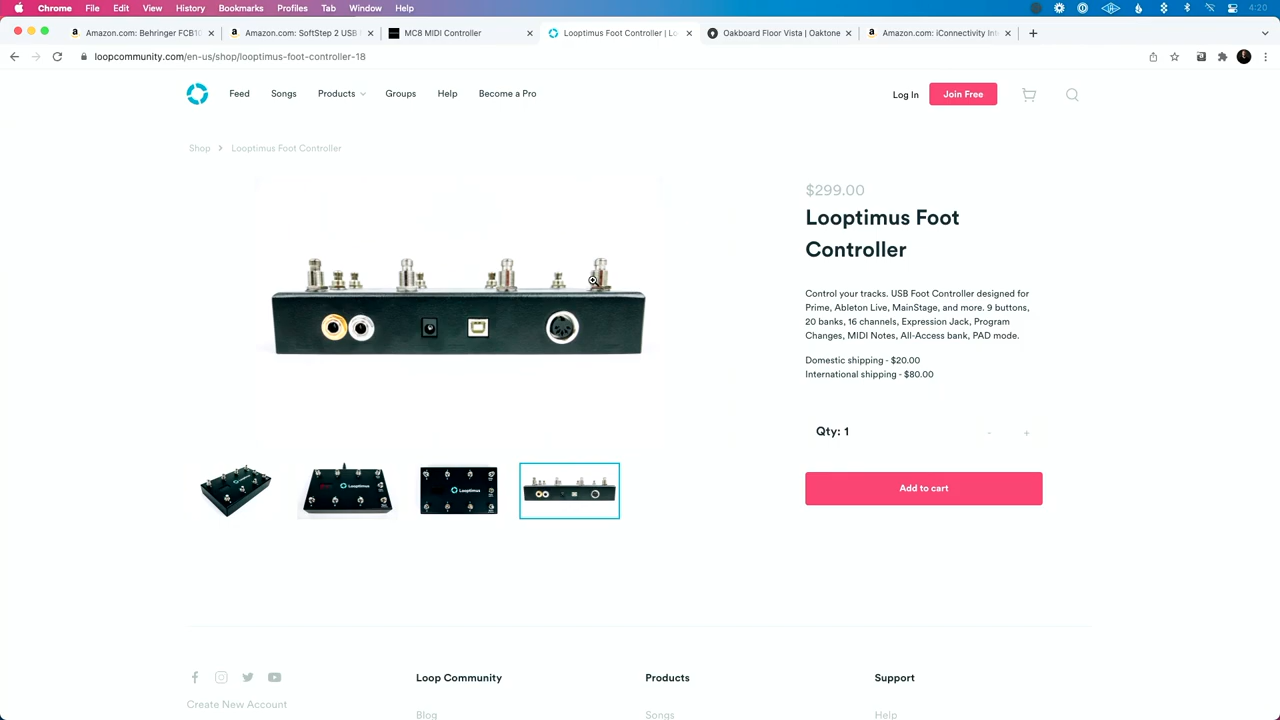 Chrome File Edit View History Bookmarks Profiles Tab Window Help 4:20
Amazon.com: Behringer FCB10 Amazon.com: SoftStep 2 USB MC8 MIDI Controller Looptimus Foot Controller | Lo Oakboard Floor Vista | Oaktone Amazon.com: iConnectivity Int
loopcommunity.com/en-us/shop/looptimus-foot-controller-18
Feed Songs Products Groups Help Become a Pro Log In Join Free
Shop > Looptimus Foot Controller
$299.00
Looptimus Foot
Controller
Control your tracks. USB Foot Controller designed for
Prime, Ableton Live, MainStage, and more. 9 buttons,
20 banks, 16 channels, Expression Jack, Program
Changes, MIDI Notes, All-Access bank, PAD mode.
Domestic shipping - $20.00
International shipping - $80.00
Qty: 1 - +
Add to cart
Looptimus
Looptimus
Loop Community Products Support
Create New Account
Blog Songs Help